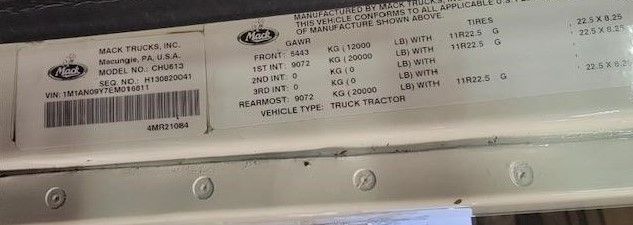 Mack
MACK TRUCKS, INC.
Macungie, PA, U.S.A.
MODEL NO.: CHU613
SEQ. NO.: H130820041
VIN: 1M1AN09Y7EM016811
4MR21084
Mack
MANUFACTURED BY MACK TRUCKS, INC.
THIS VEHICLE CONFORMS TO ALL APPLICABLE U.S.
OF MANUFACTURE SHOWN ABOVE.
GAWR TIRES
FRONT: 5443 KG ( 12000 LB) WITH 11R22.5 G 22.5 X 8.25
1ST INT: 9072 KG ( 20000 LB) WITH 11R22.5 G 22.5 X 8.25
2ND INT: 0 KG ( 0 LB) WITH
3RD INT: 0 KG ( 0 LB) WITH
REARMOST: 9072 KG ( 20000 LB) WITH 11R22.5 G 22.5 X 8.25
VEHICLE TYPE: TRUCK TRACTOR